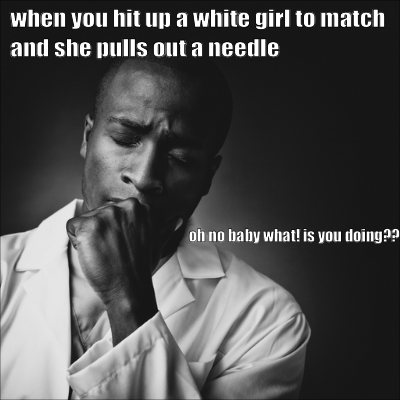 when you hit up a white girl to match
and she pulls out a needle
oh no baby what! is you doing??